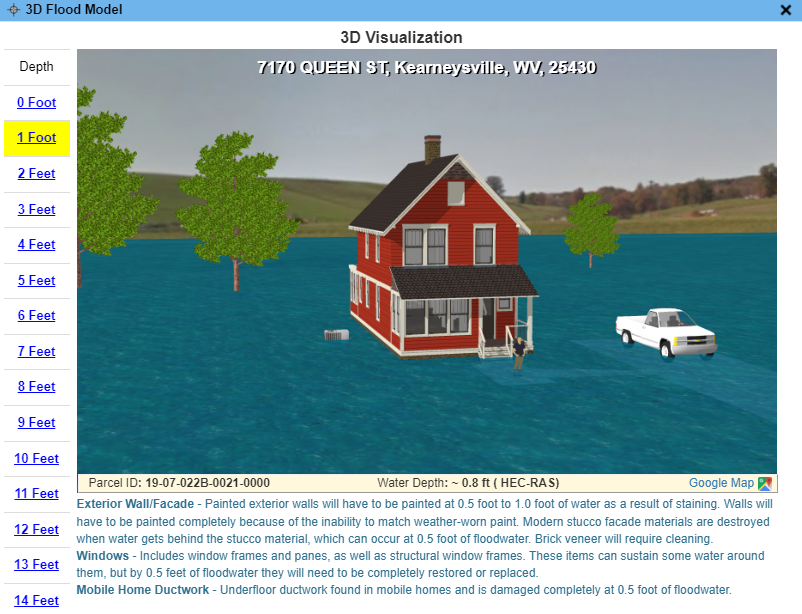 3D Flood Model
3D Visualization
Depth
0 Foot
1 Foot
2 Feet
3 Feet
4 Feet
5 Feet
6 Feet
7 Feet
8 Feet
9 Feet
10 Feet
11 Feet
12 Feet
13 Feet
14 Feet
7170 QUEEN ST, Kearneysville, WV, 25430
Parcel ID: 19-07-022B-0021-0000 Water Depth: ~ 0.8 ft ( HEC-RAS) Google Map
Exterior Wall/Facade - Painted exterior walls will have to be painted at 0.5 foot to 1.0 foot of water as a result of staining. Walls will
have to be painted completely because of the inability to match weather-worn paint. Modern stucco facade materials are destroyed
when water gets behind the stucco material, which can occur at 0.5 foot of floodwater. Brick veneer will require cleaning.
Windows - Includes window frames and panes, as well as structural window frames. These items can sustain some water around
them, but by 0.5 feet of floodwater they will need to be completely restored or replaced.
Mobile Home Ductwork - Underfloor ductwork found in mobile homes and is damaged completely at 0.5 foot of floodwater.